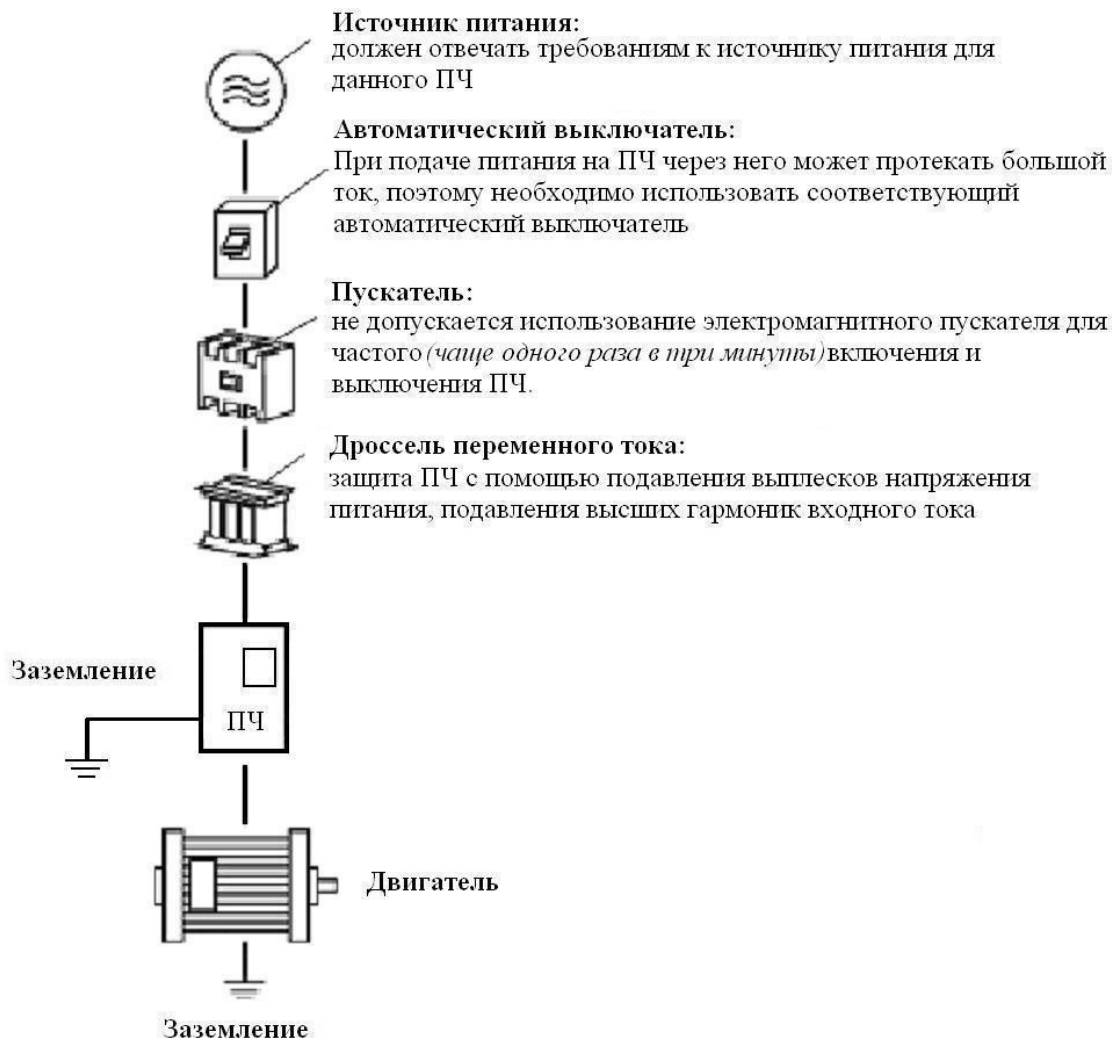 Источник питания:
должен отвечать требованиям к источнику питания для
данного ПЧ
Автоматический выключатель:
При подаче питания на ПЧ через него может протекать большой
ток, поэтому необходимо использовать соответствующий
автоматический выключатель
Пускатель:
не допускается использование электромагнитного пускателя для
частого (чаще одного раза в три минуты) включения и
выключения ПЧ.
Дроссель переменного тока:
защита ПЧ с помощью подавления выплесков напряжения
питания, подавления высших гармоник входного тока
Заземление
ПЧ
Двигатель
Заземление